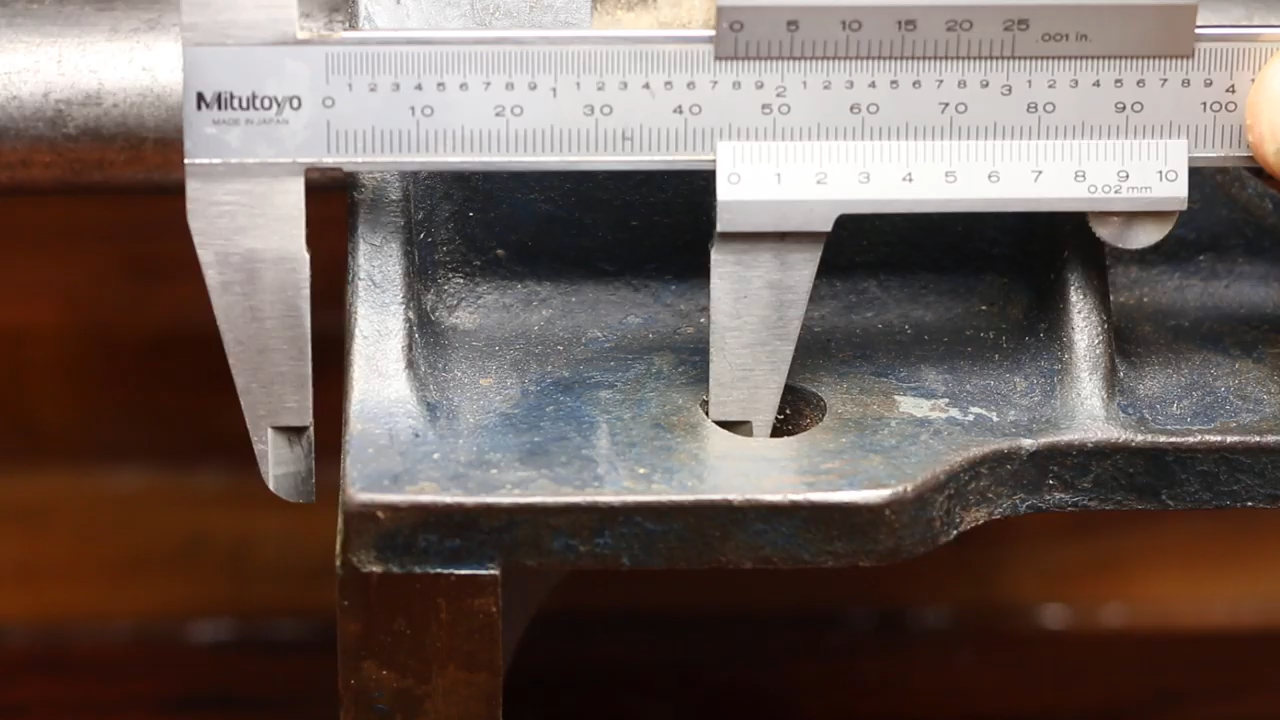 0 5 10 15 20 25 .001 in.
1 2 3 4 5 6 7 8 9 1 1 2 3 4 5 6 7 8 9 2 1 2 3 4 5 6 7 8 9 3 1 2 3 4 5 6 7 8 9 4
Mitutoyo
MADE IN JAPAN
0 10 20 30 40 50 60 70 80 90 100
0 1 2 3 4 5 6 7 8 9 10
0.02 mm